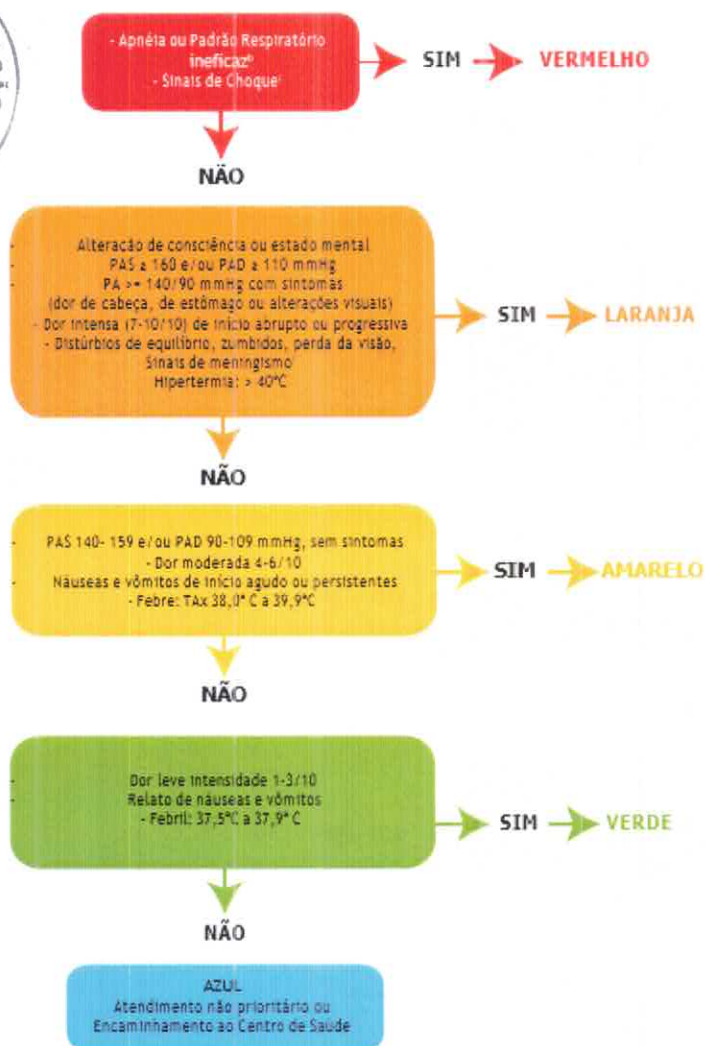 - Apnéia ou Padrão Respiratório
ineficaz
- Sinais de Choque
SIM
VERMELHO
NÃO
- Alteração de consciência ou estado mental
- PAS ≥ 160 e/ou PAD ≥ 110 mmHg
- PA >= 140/90 mmHg com sintomas
(dor de cabeça, de estômago ou alterações visuais)
- Dor intensa (7-10/10) de início abrupto ou progressiva
- Distúrbios de equilíbrio, zumbidos, perda da visão,
Sinais de meningismo
Hipertermia: > 40°C
SIM
LARANJA
NÃO
- PAS 140- 159 e/ou PAD 90-109 mmHg, sem sintomas
- Dor moderada 4-6/10
- Náuseas e vômitos de início agudo ou persistentes
- Febre: TAx 38,0° C a 39,9°C
SIM
AMARELO
NÃO
- Dor leve intensidade 1-3/10
- Relato de náuseas e vômitos
- Febril: 37,5°C a 37,9° C
SIM
VERDE
NÃO
AZUL
Atendimento não prioritário ou
Encaminhamento ao Centro de Saúde